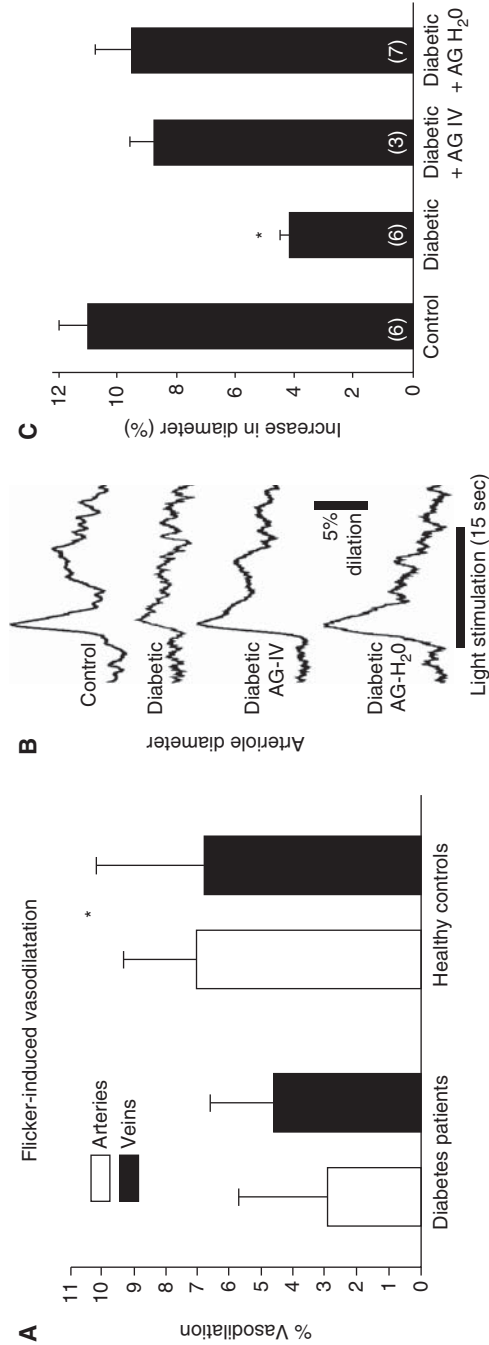 A
Flicker-induced vasodilatation
Arteries
Veins
% Vasodilation
11
10
9
8
7
6
5
4
3
2
1
0
*
Diabetes patients
Healthy controls
B
Arteriole diameter
Control
Diabetic
Diabetic
AG-IV
Diabetic
AG-H20
5%
dilation
Light stimulation (15 sec)
C
Increase in diameter (%)
12
10
8
6
4
2
0
*
(6)
(6)
(3)
(7)
Control
Diabetic
Diabetic
+ AG IV
Diabetic
+ AG H20